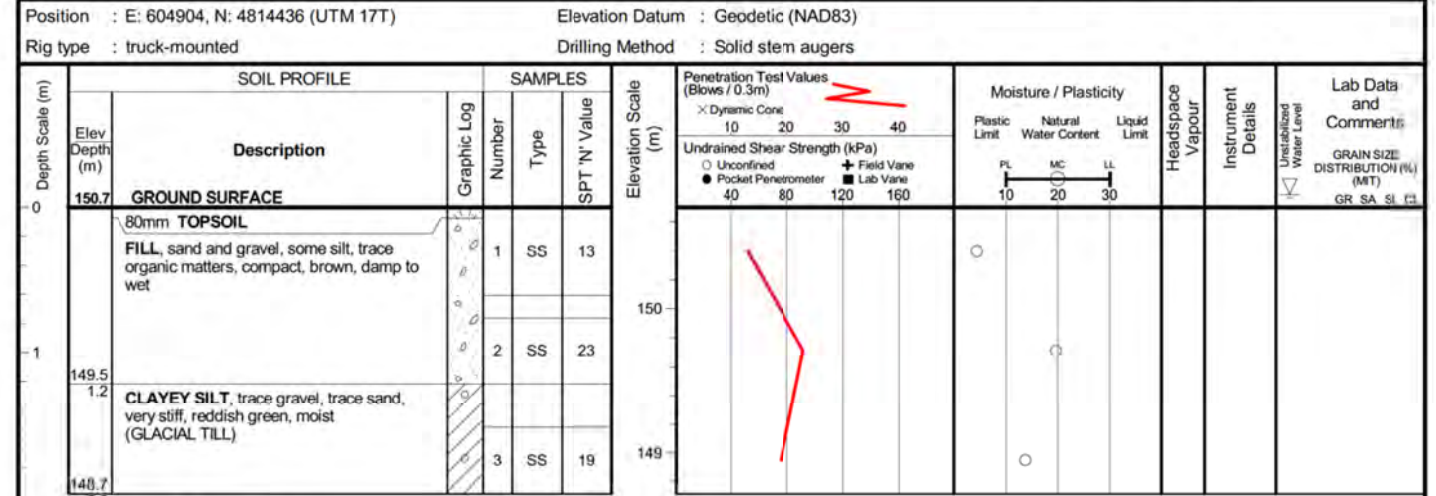 Position : E: 604904, N: 4814436 (UTM 17T) Elevation Datum : Geodetic (NAD83)
Rig type : truck-mounted Drilling Method : Solid stem augers
Depth Scale (m)
SOIL PROFILE
Elev
Depth
(m)
Description
Graphic Log
150.7 GROUND SURFACE
SAMPLES
Number
Type
SPT 'N' Value
Elevation Scale
(m)
Penetration Test Values
(Blows / 0.3m)
× Dynamic Cone
10 20 30 40
Undrained Shear Strength (kPa)
○ Unconfined + Field Vane
● Pocket Penetrometer ■ Lab Vane
40 80 120 160
Moisture / Plasticity
Plastic Natural Liquid
Limit Water Content Limit
PL MC LL
10 20 30
Headspace
Vapour
Instrument
Details
Unstabilized
Water Level
Lab Data
and
Comments
GRAIN SIZE
DISTRIBUTION (%)
(MIT)
GR SA SI
0
80mm TOPSOIL
FILL, sand and gravel, some silt, trace
organic matters, compact, brown, damp to
wet
1 SS 13
150
1
2 SS 23
149.5
1.2
CLAYEY SILT, trace gravel, trace sand,
very stiff, reddish green, moist
(GLACIAL TILL)
149
3 SS 19
148.7